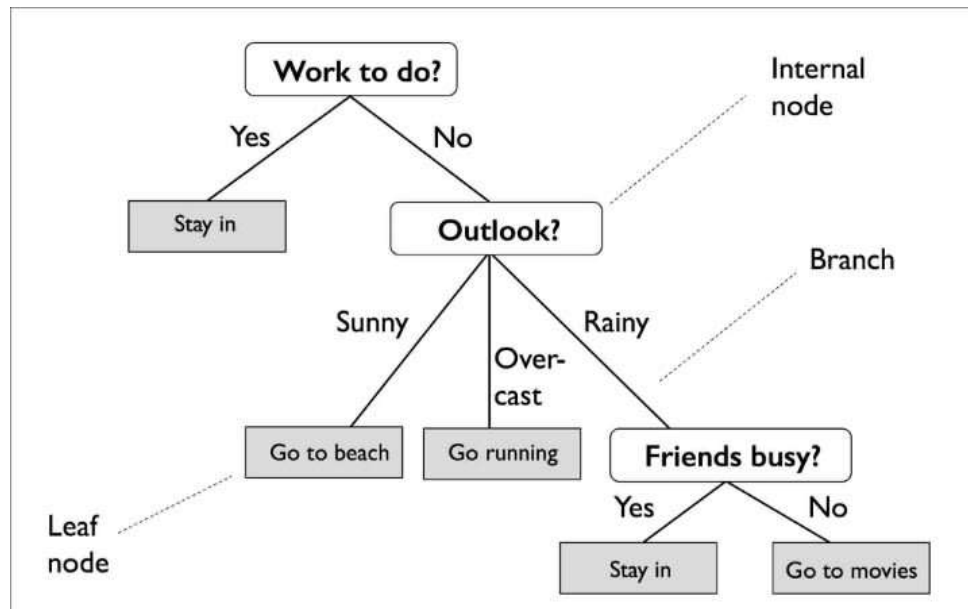 Work to do?
Internal
node
Yes
No
Stay in
Outlook?
Branch
Sunny
Rainy
Over-
cast
Go to beach
Go running
Friends busy?
Leaf
node
Yes
No
Stay in
Go to movies